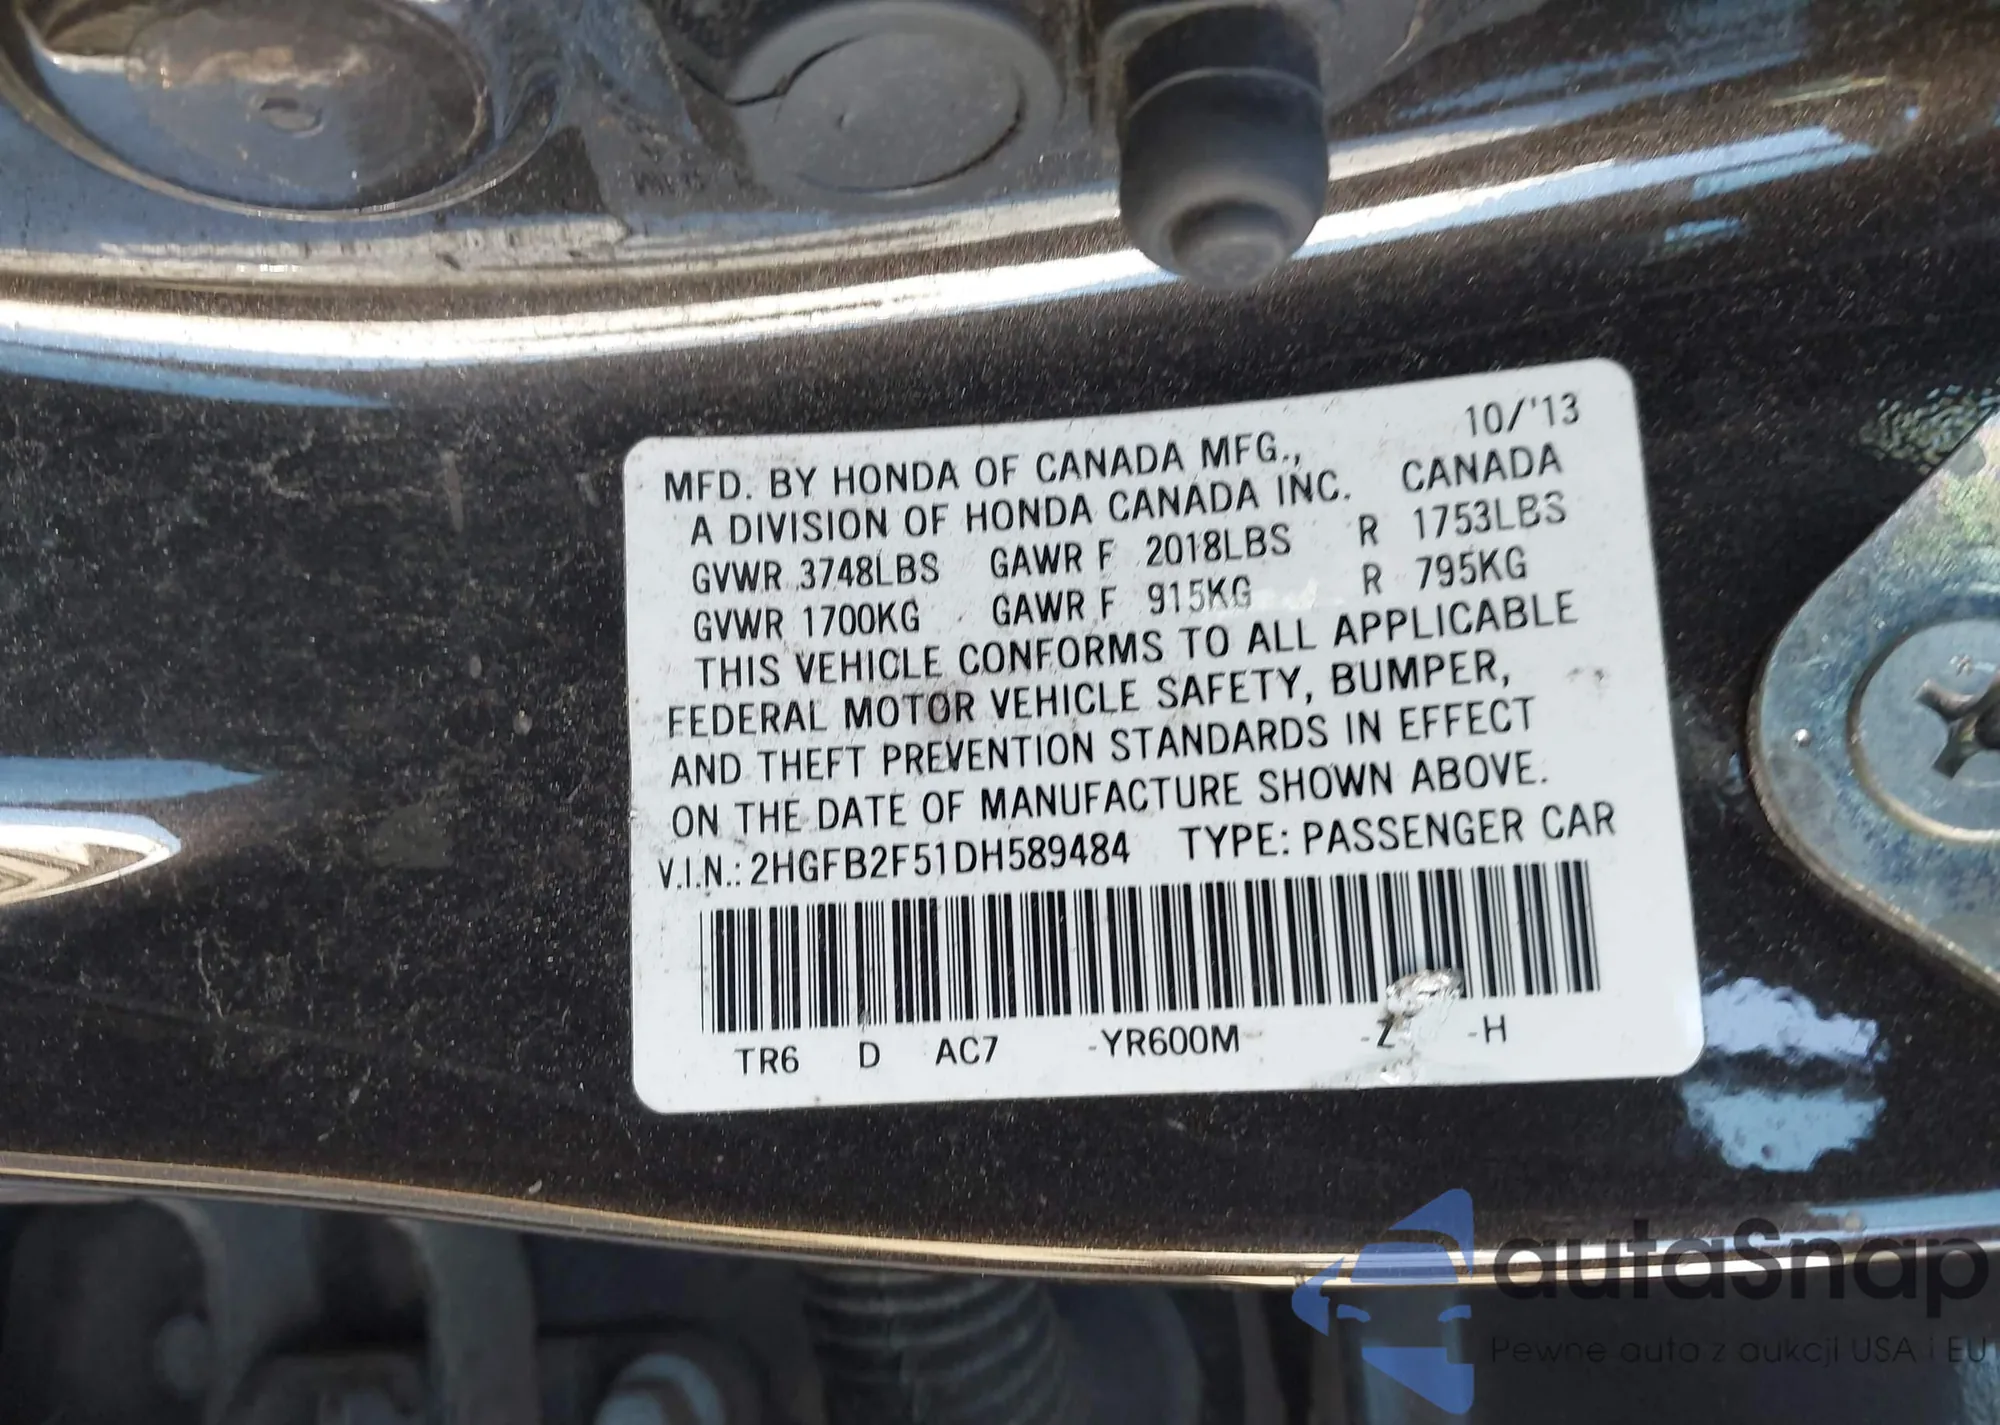 10/'13
MFD. BY HONDA OF CANADA MFG.,
A DIVISION OF HONDA CANADA INC. CANADA
GVWR 3748LBS GAWR F 2018LBS R 1753LBS
GVWR 1700KG GAWR F 915KG R 795KG
THIS VEHICLE CONFORMS TO ALL APPLICABLE
FEDERAL MOTOR VEHICLE SAFETY, BUMPER,
AND THEFT PREVENTION STANDARDS IN EFFECT
ON THE DATE OF MANUFACTURE SHOWN ABOVE.
V.I.N.: 2HGFB2F51DH589484 TYPE: PASSENGER CAR
TR6 D AC7 -YR600M -Z -H
autaSnap
Pewne auta z aukcji USA i EU